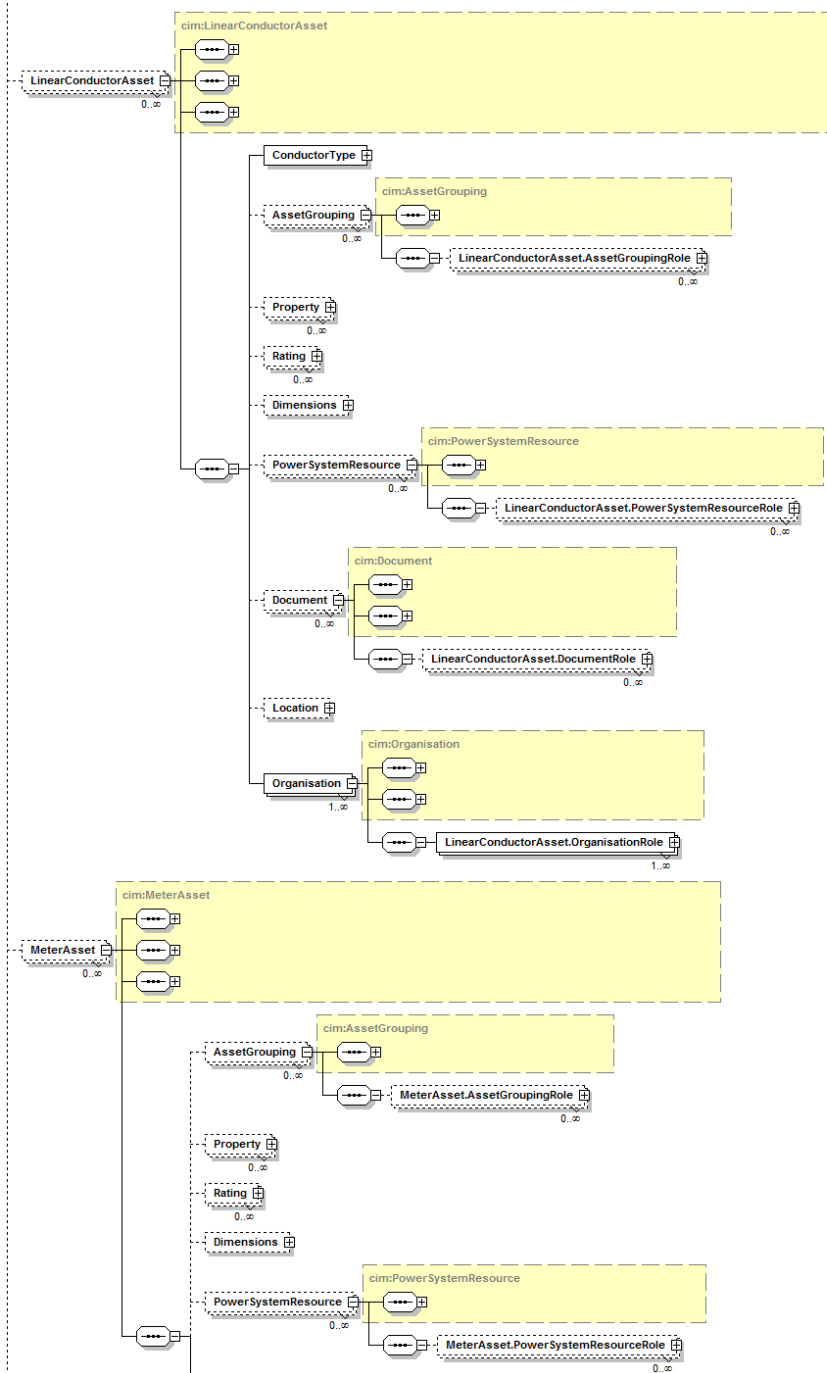 cim:LinearConductorAsset
LinearConductorAsset
0..∞
ConductorType
cim:AssetGrouping
AssetGrouping
0..∞
LinearConductorAsset.AssetGroupingRole
0..∞
Property
0..∞
Rating
0..∞
Dimensions
cim:PowerSystemResource
PowerSystemResource
0..∞
LinearConductorAsset.PowerSystemResourceRole
0..∞
cim:Document
Document
0..∞
LinearConductorAsset.DocumentRole
0..∞
Location
cim:Organisation
Organisation
1..∞
LinearConductorAsset.OrganisationRole
1..∞
cim:MeterAsset
MeterAsset
0..∞
cim:AssetGrouping
AssetGrouping
0..∞
MeterAsset.AssetGroupingRole
0..∞
Property
0..∞
Rating
0..∞
Dimensions
cim:PowerSystemResource
PowerSystemResource
0..∞
MeterAsset.PowerSystemResourceRole
0..∞